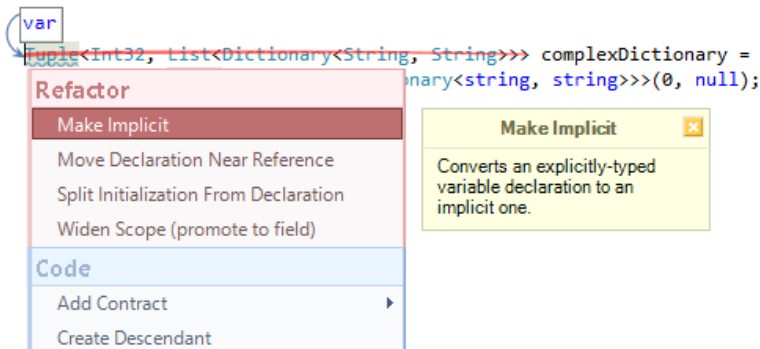 var
Tuple<Int32, List<Dictionary<String, String>>> complexDictionary =
onary<string, string>>>(0, null);
Refactor
Make Implicit
Move Declaration Near Reference
Split Initialization From Declaration
Widen Scope (promote to field)
Code
Add Contract
Create Descendant
Make Implicit
Converts an explicitly-typed
variable declaration to an
implicit one.